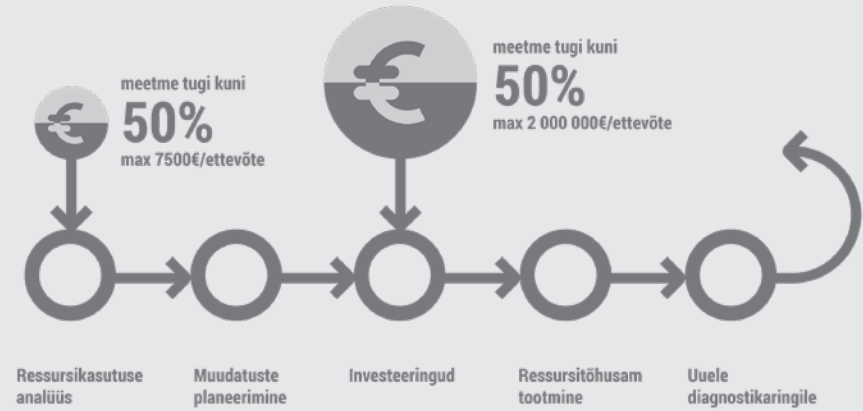 meetme tugi kuni
50%
max 7500€/ettevõte
€
meetme tugi kuni
50%
max 2 000 000€/ettevõte
€
Ressursikasutuse
analüüs
Muudatuste
planeerimine
Investeeringud
Ressursitõhusam
tootmine
Uuele
diagnostikaringile